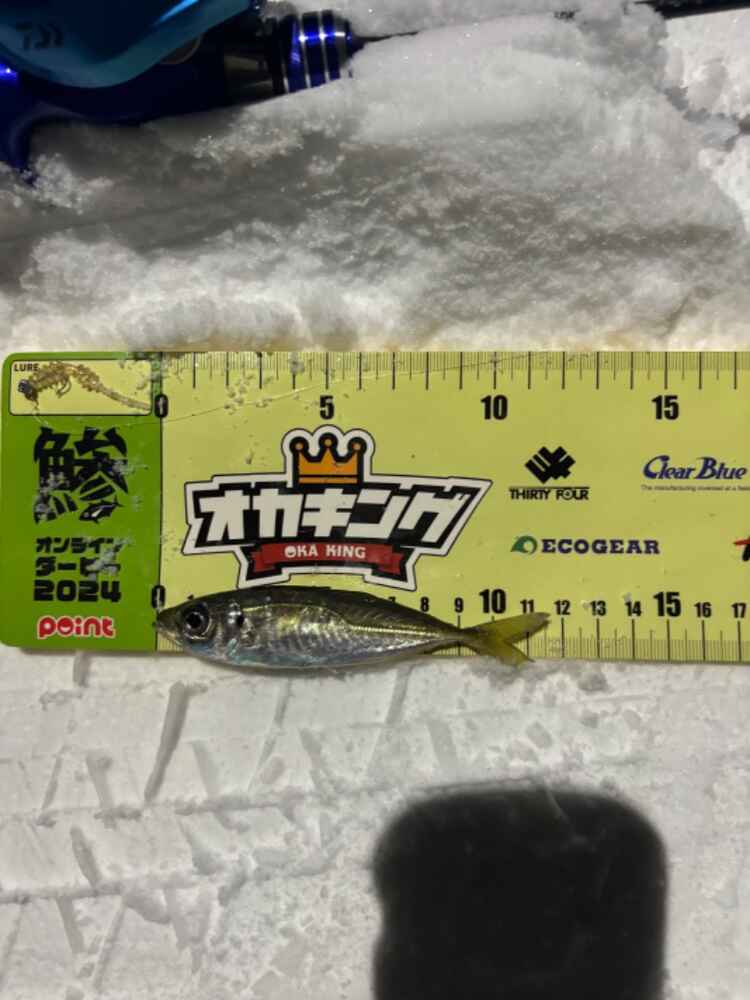 LURE
0 5 10 15
鯵
オンライン
ダービー
2024
point
オカキング
OKA KING
THIRTY FOUR
Clear Blue
ECOGEAR
0 8 9 10 11 12 13 14 15 16 17